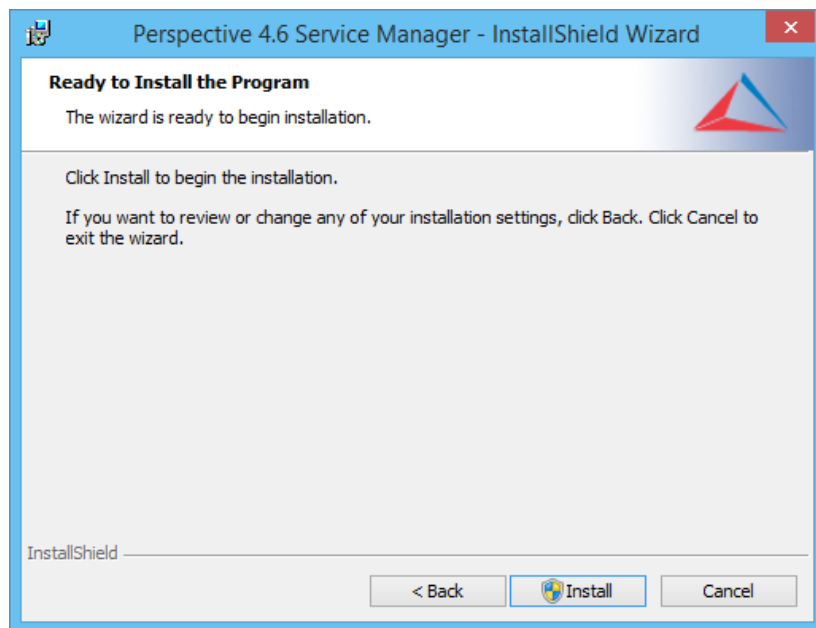 Perspective 4.6 Service Manager - InstallShield Wizard
Ready to Install the Program
The wizard is ready to begin installation.
Click Install to begin the installation.
If you want to review or change any of your installation settings, click Back. Click Cancel to
exit the wizard.
InstallShield
< Back
Install
Cancel